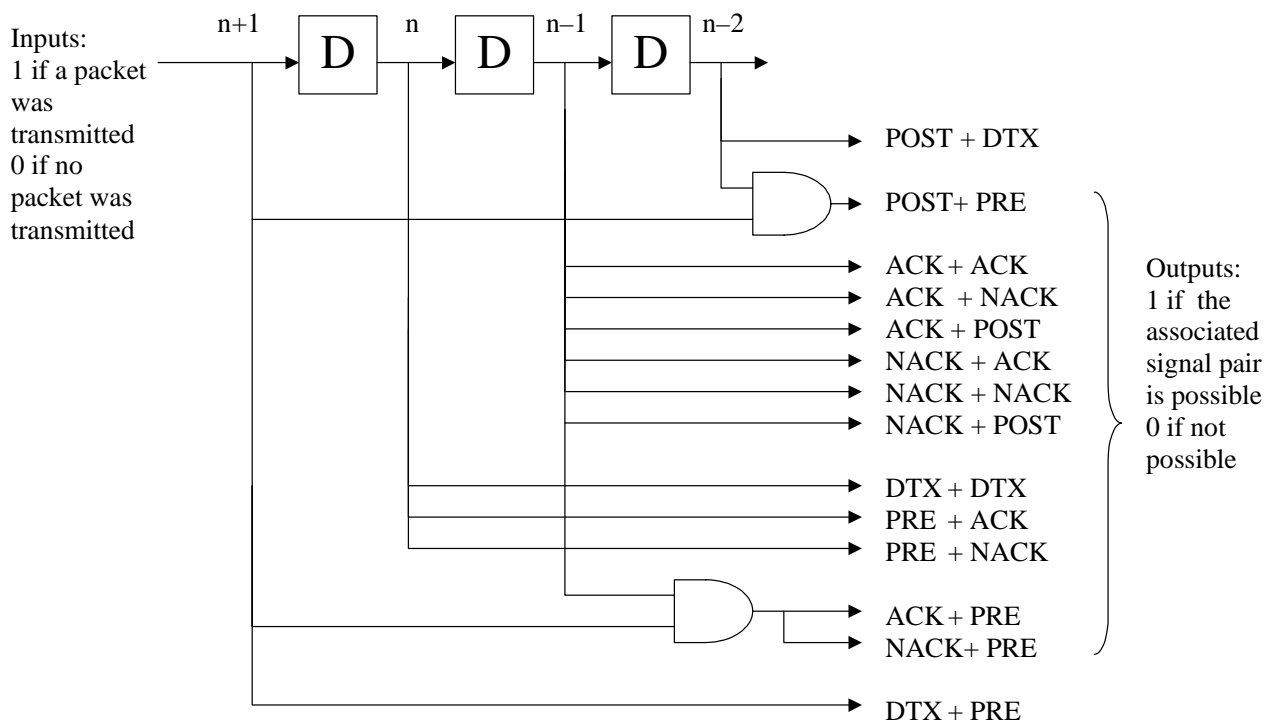 n+1
n
n–1
n–2
D
D
D
Inputs:
1 if a packet
was
transmitted
0 if no
packet was
transmitted
POST + DTX
POST+ PRE
ACK + ACK
ACK + NACK
ACK + POST
NACK + ACK
NACK + NACK
NACK + POST
DTX + DTX
PRE + ACK
PRE + NACK
ACK + PRE
NACK+ PRE
DTX + PRE
Outputs:
1 if the
associated
signal pair
is possible
0 if not
possible